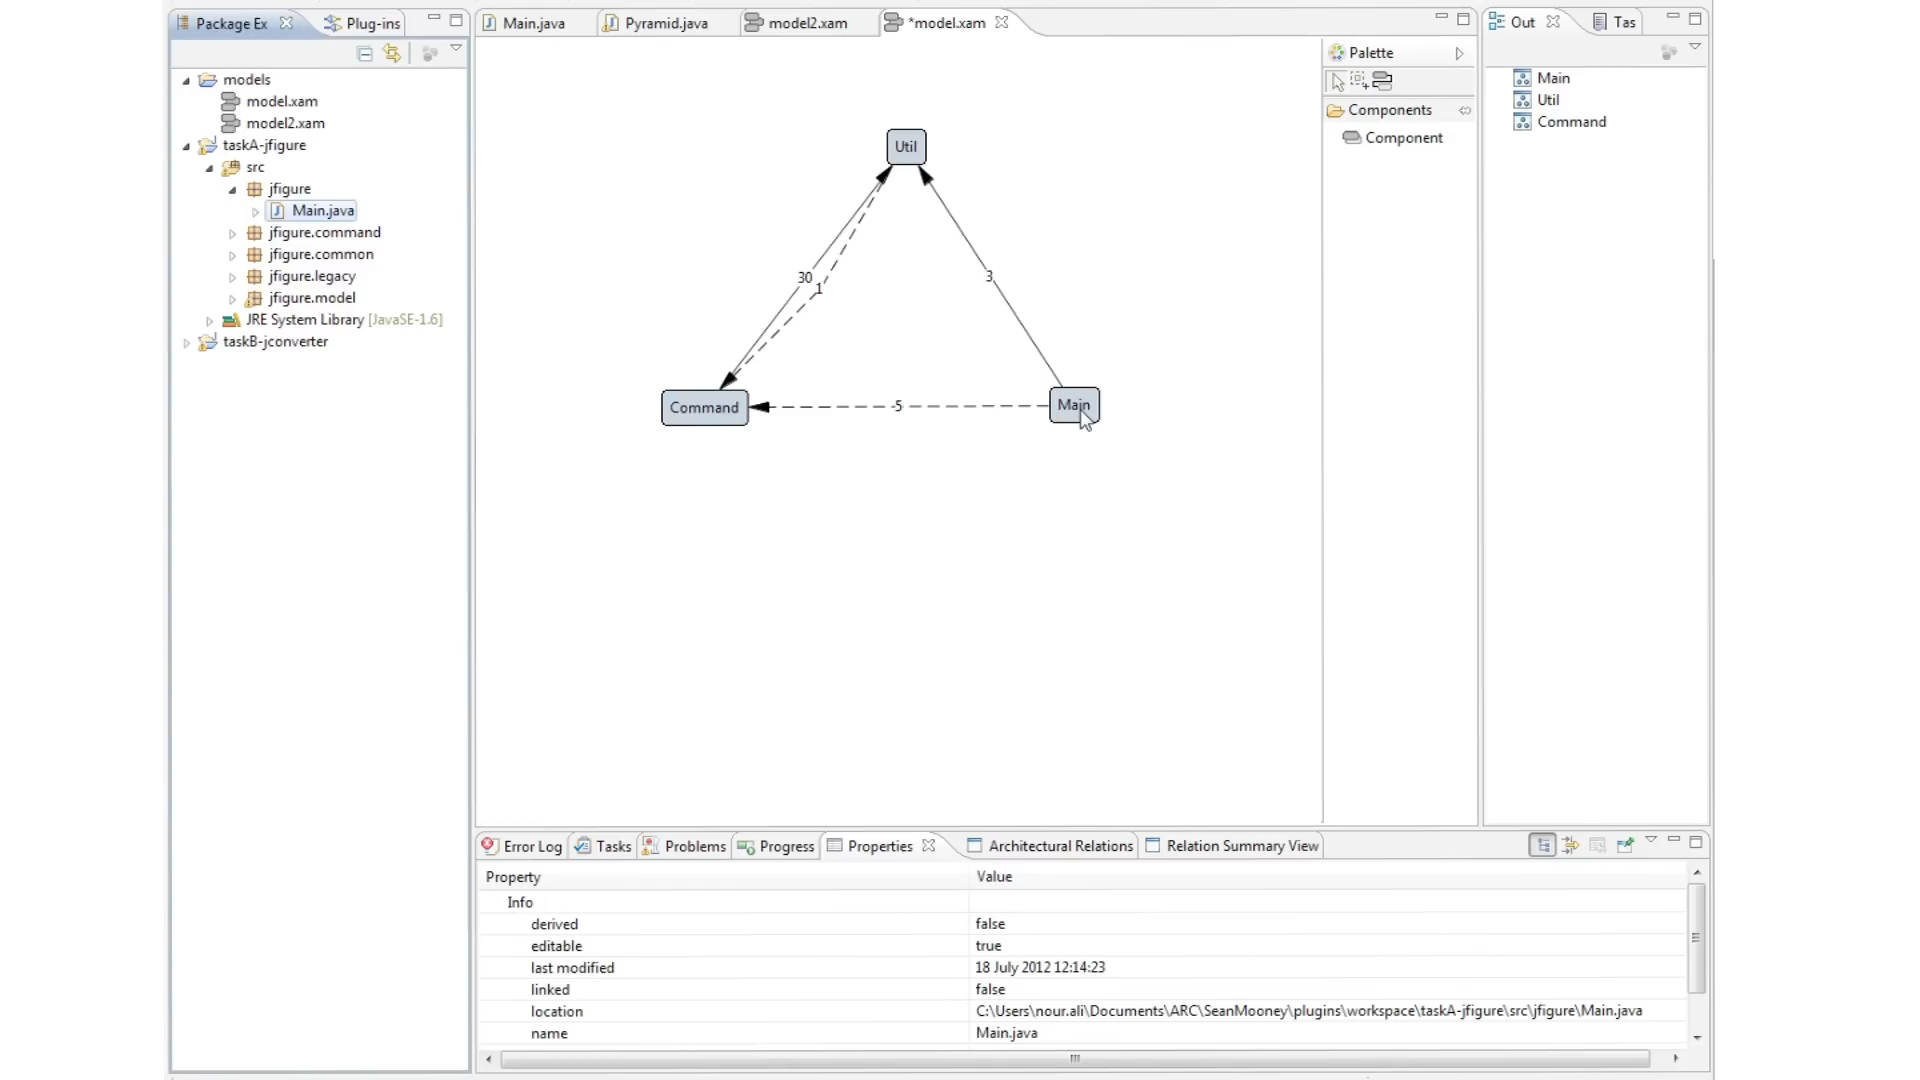 Package Ex
Plug-ins
models
model.xam
model2.xam
taskA-jfigure
src
jfigure
Main.java
jfigure.command
jfigure.common
jfigure.legacy
jfigure.model
JRE System Library [JavaSE-1.6]
taskB-jconverter
Main.java
Pyramid.java
model2.xam
*model.xam
Util
30
1
3
Command
5
Main
Palette
Components
Component
Out
Tas
Main
Util
Command
Error Log
Tasks
Problems
Progress
Properties
Architectural Relations
Relation Summary View
Property Value
Info
derived false
editable true
last modified 18 July 2012 12:14:23
linked false
location C:\Users\nour.ali\Documents\ARC\SeanMooney\plugins\workspace\taskA-jfigure\src\jfigure\Main.java
name Main.java